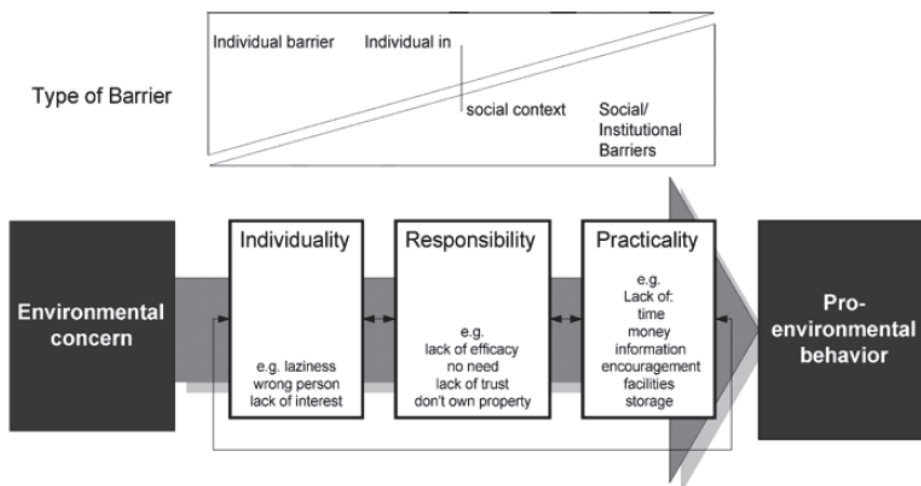 Individual barrier
Individual in
Type of Barrier
social context
Social/
Institutional
Barriers
Environmental
concern
Individuality
e.g. laziness
wrong person
lack of interest
Responsibility
e.g.
lack of efficacy
no need
lack of trust
don't own property
Practicality
e.g.
Lack of:
time
money
information
encouragement
facilities
storage
Pro-
environmental
behavior